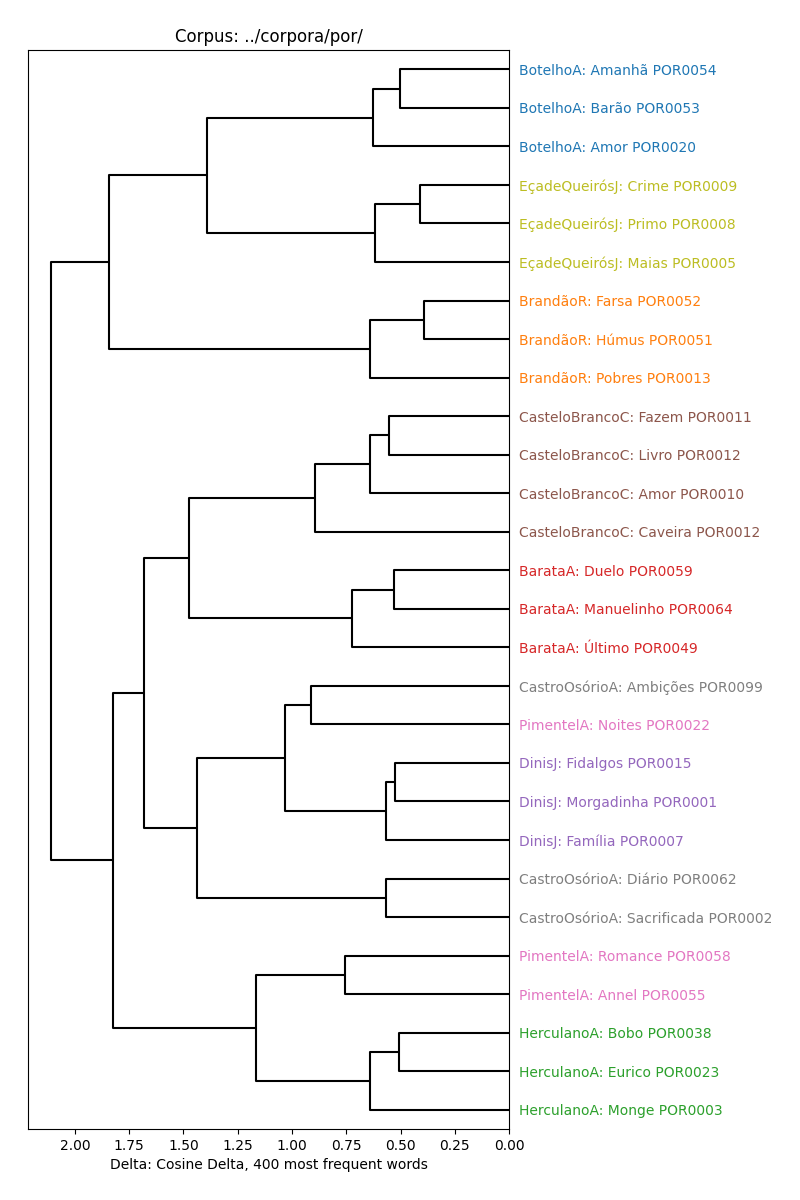 Corpus: ../corpora/por/
BotelhoA: Amanhã POR0054
BotelhoA: Barão POR0053
BotelhoA: Amor POR0020
EçadeQueirósJ: Crime POR0009
EçadeQueirósJ: Primo POR0008
EçadeQueirósJ: Maias POR0005
BrandãoR: Farsa POR0052
BrandãoR: Húmus POR0051
BrandãoR: Pobres POR0013
CasteloBrancoC: Fazem POR0011
CasteloBrancoC: Livro POR0012
CasteloBrancoC: Amor POR0010
CasteloBrancoC: Caveira POR0012
BarataA: Duelo POR0059
BarataA: Manuelinho POR0064
BarataA: Último POR0049
CastroOsórioA: Ambições POR0099
PimentelA: Noites POR0022
DinisJ: Fidalgos POR0015
DinisJ: Morgadinha POR0001
DinisJ: Família POR0007
CastroOsórioA: Diário POR0062
CastroOsórioA: Sacrificada POR0002
PimentelA: Romance POR0058
PimentelA: Annel POR0055
HerculanoA: Bobo POR0038
HerculanoA: Eurico POR0023
HerculanoA: Monge POR0003
2.00 1.75 1.50 1.25 1.00 0.75 0.50 0.25 0.00
Delta: Cosine Delta, 400 most frequent words